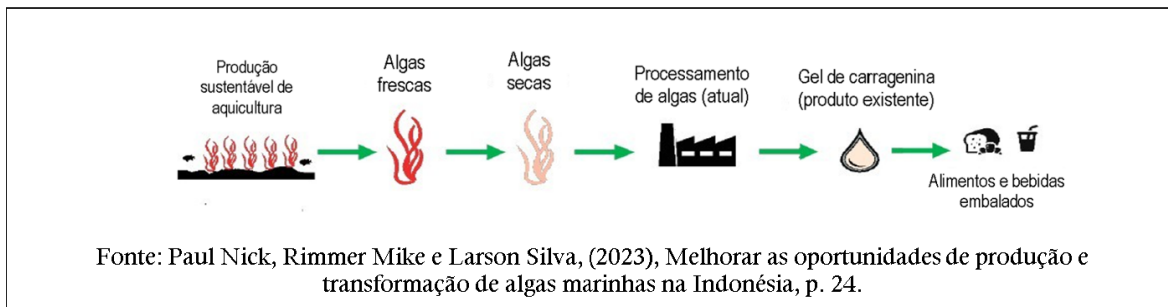 Produção
sustentável de
aquicultura
Algas
frescas
Algas
secas
Processamento
de algas (atual)
Gel de carragenina
(produto existente)
Alimentos e bebidas
embalados
Fonte: Paul Nick, Rimmer Mike e Larson Silva, (2023), Melhorar as oportunidades de produção e
transformação de algas marinhas na Indonésia, p. 24.